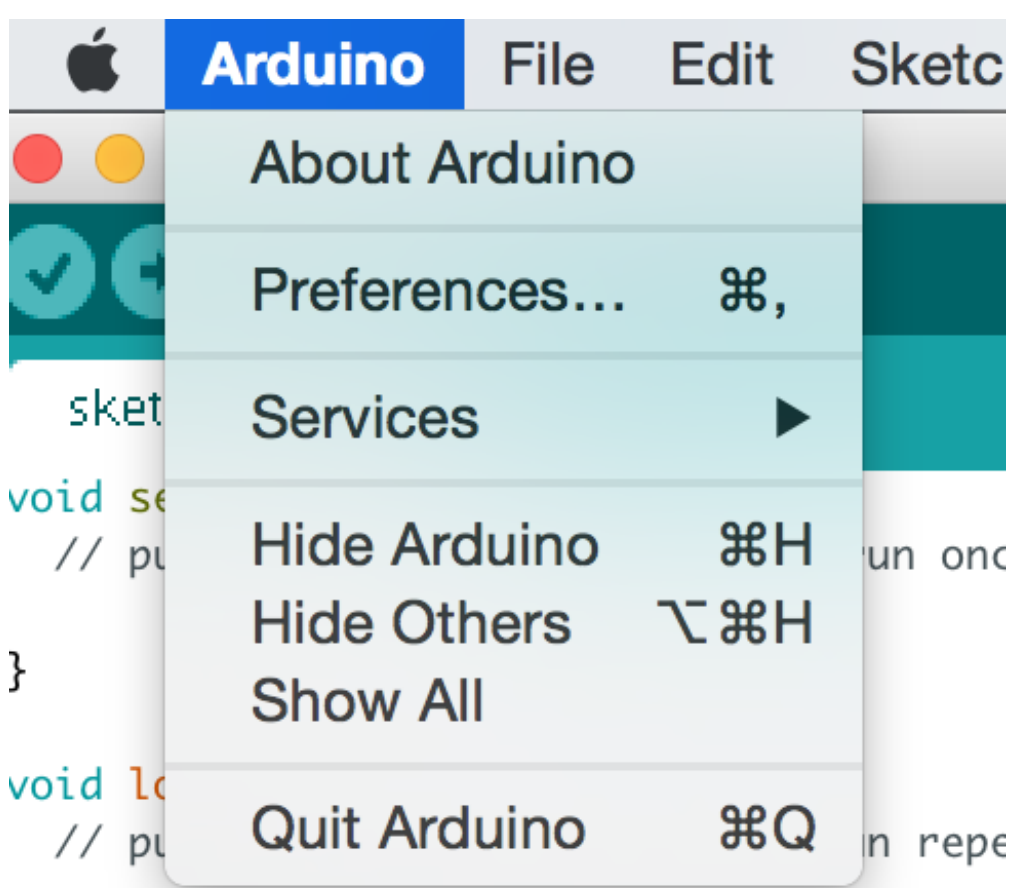 Arduino File Edit Sketc
About Arduino
Preferences... ⌘,
sket
Services ▶
void se
Hide Arduino ⌘H
// pu run onc
Hide Others ⌥⌘H
}
Show All
void lo
Quit Arduino ⌘Q
// pu n repe